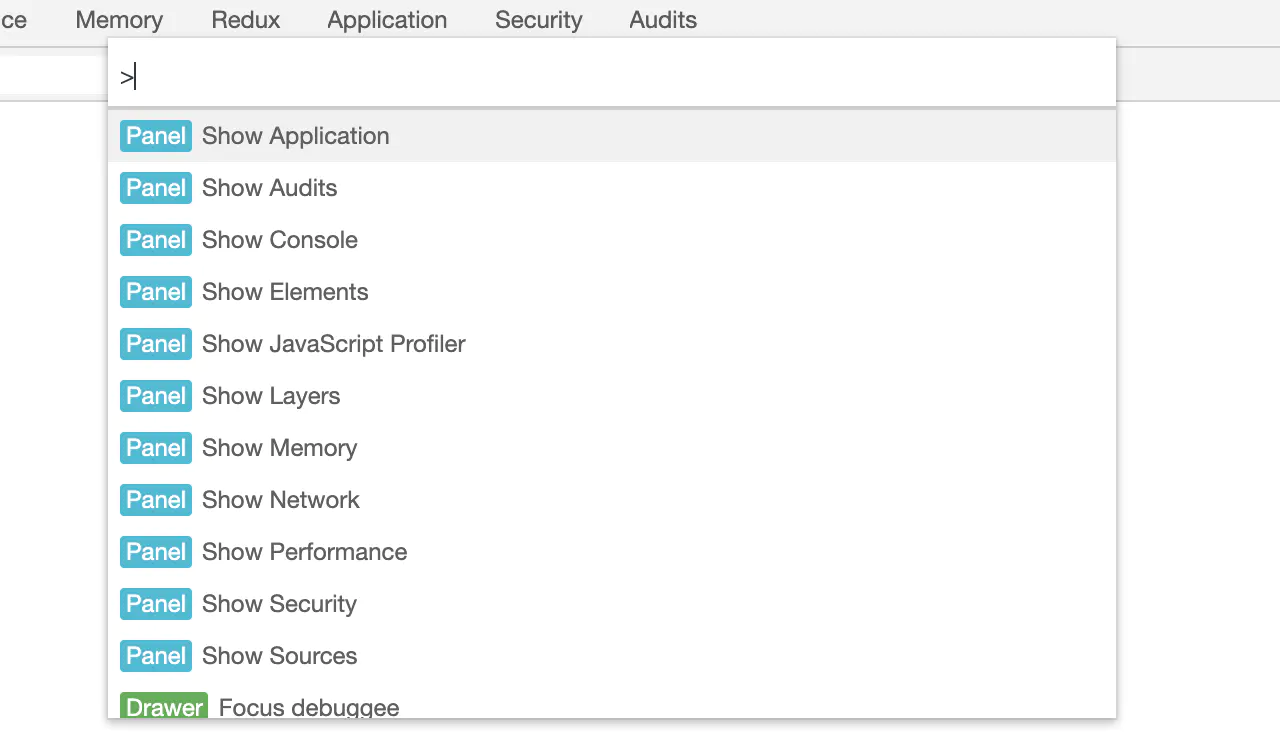 ce Memory Redux Application Security Audits
>
Panel Show Application
Panel Show Audits
Panel Show Console
Panel Show Elements
Panel Show JavaScript Profiler
Panel Show Layers
Panel Show Memory
Panel Show Network
Panel Show Performance
Panel Show Security
Panel Show Sources
Drawer Focus debuggee